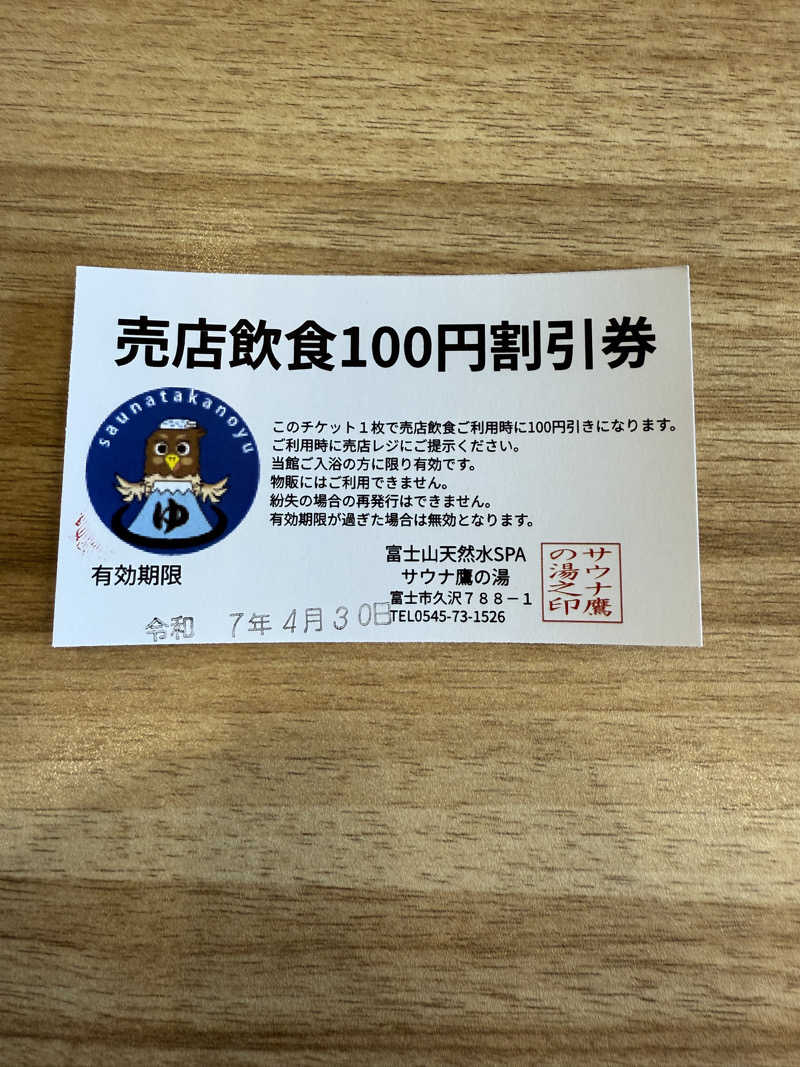 売店飲食100円割引券
saunatakanoyu
ゆ
このチケット１枚で売店飲食ご利用時に100円引きになります。
ご利用時に売店レジにご提示ください。
当館ご入浴の方に限り有効です。
物販にはご利用できません。
紛失の場合の再発行はできません。
有効期限が過ぎた場合は無効となります。
有効期限
令和 7年 4月30日
富士山天然水SPA
サウナ鷹の湯
富士市久沢７８８－１
TEL0545-73-1526
サウナ鷹
の湯之印